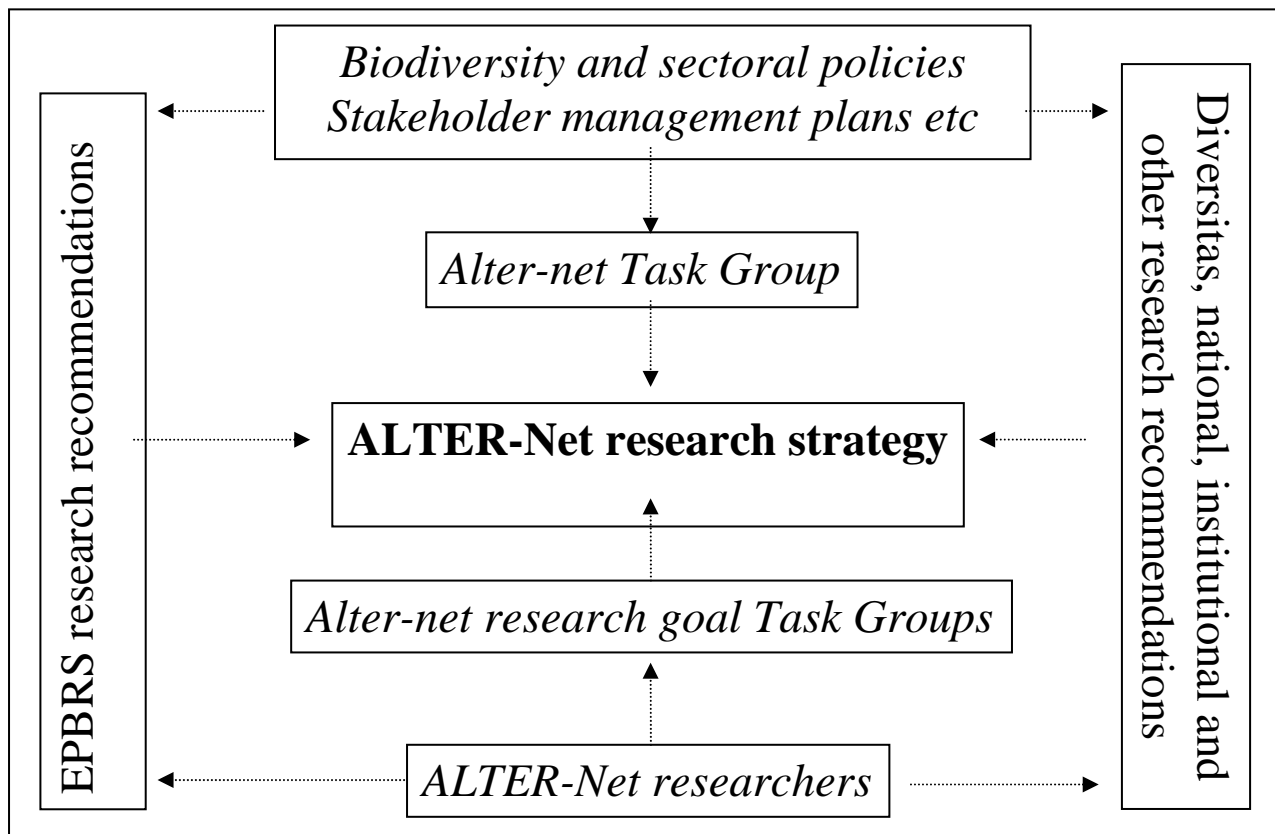 Biodiversity and sectoral policies
Stakeholder management plans etc
EPBRS research recommendations
Diversitas, national, institutional and
other research recommendations
Alter-net Task Group
ALTER-Net research strategy
Alter-net research goal Task Groups
ALTER-Net researchers